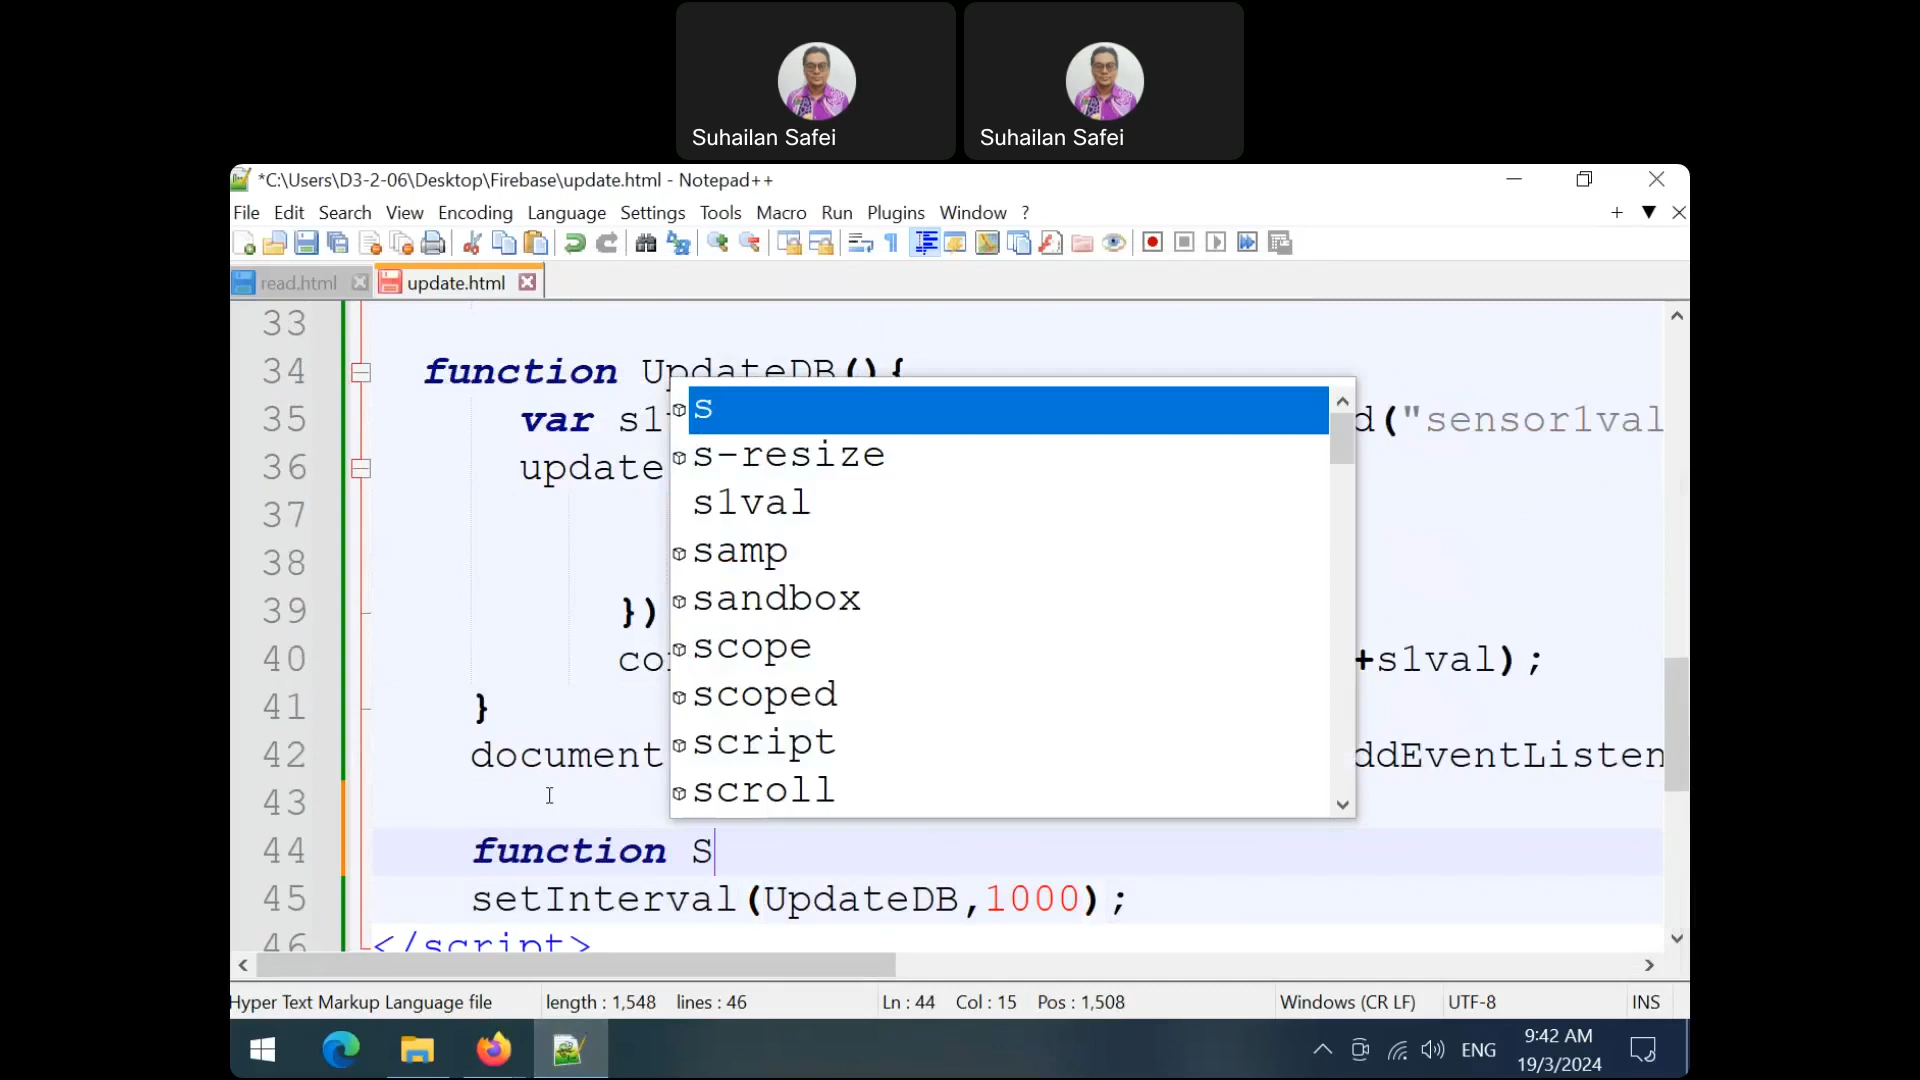 Suhailan Safei
Suhailan Safei
*C:\Users\D3-2-06\Desktop\Firebase\update.html - Notepad++
File Edit Search View Encoding Language Settings Tools Macro Run Plugins Window ?
read.html
update.html
33
34 function UpdateDB(){
35 var s1 d("sensor1val
36 update
37
38
39 })
40 co +s1val);
41 }
42 document ddEventListen
43
44 function S
45 setInterval(UpdateDB,1000);
46 </script>
s
s-resize
s1val
samp
sandbox
scope
scoped
script
scroll
Hyper Text Markup Language file length : 1,548 lines : 46 Ln : 44 Col : 15 Pos : 1,508 Windows (CR LF) UTF-8 INS
ENG
9:42 AM
19/3/2024